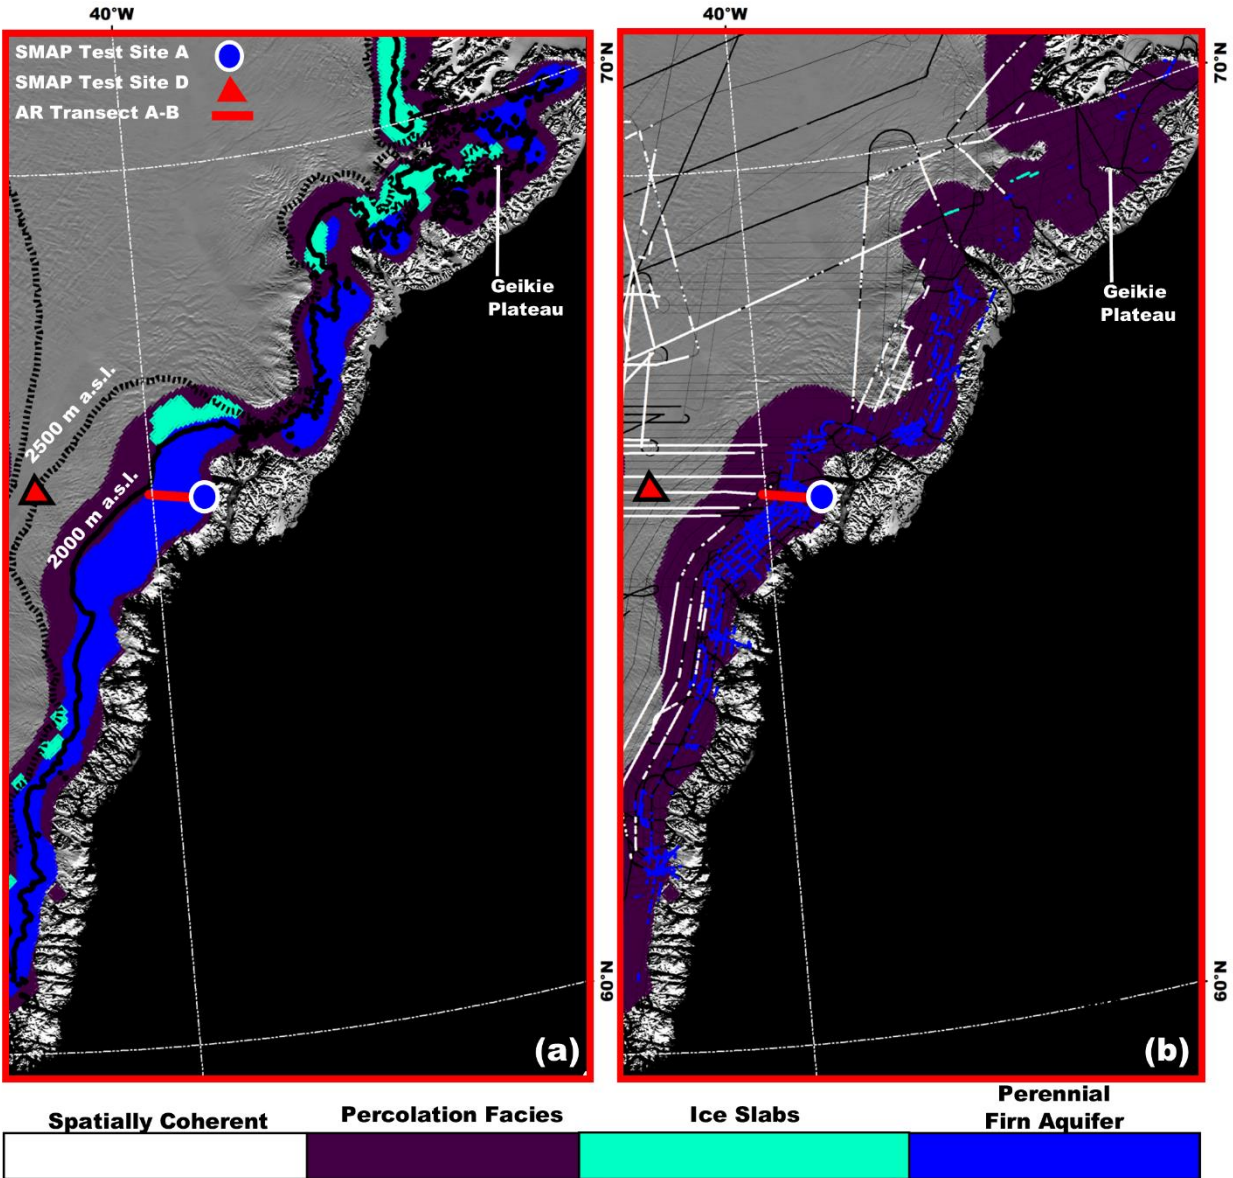 40°W
40°W
SMAP Test Site A
SMAP Test Site D
AR Transect A-B
70°N
70°N
Geikie
Plateau
Geikie
Plateau
2500 m a.s.l.
2000 m a.s.l.
60°N
60°N
(a)
(b)
Spatially Coherent
Percolation Facies
Ice Slabs
Perennial
Firn Aquifer